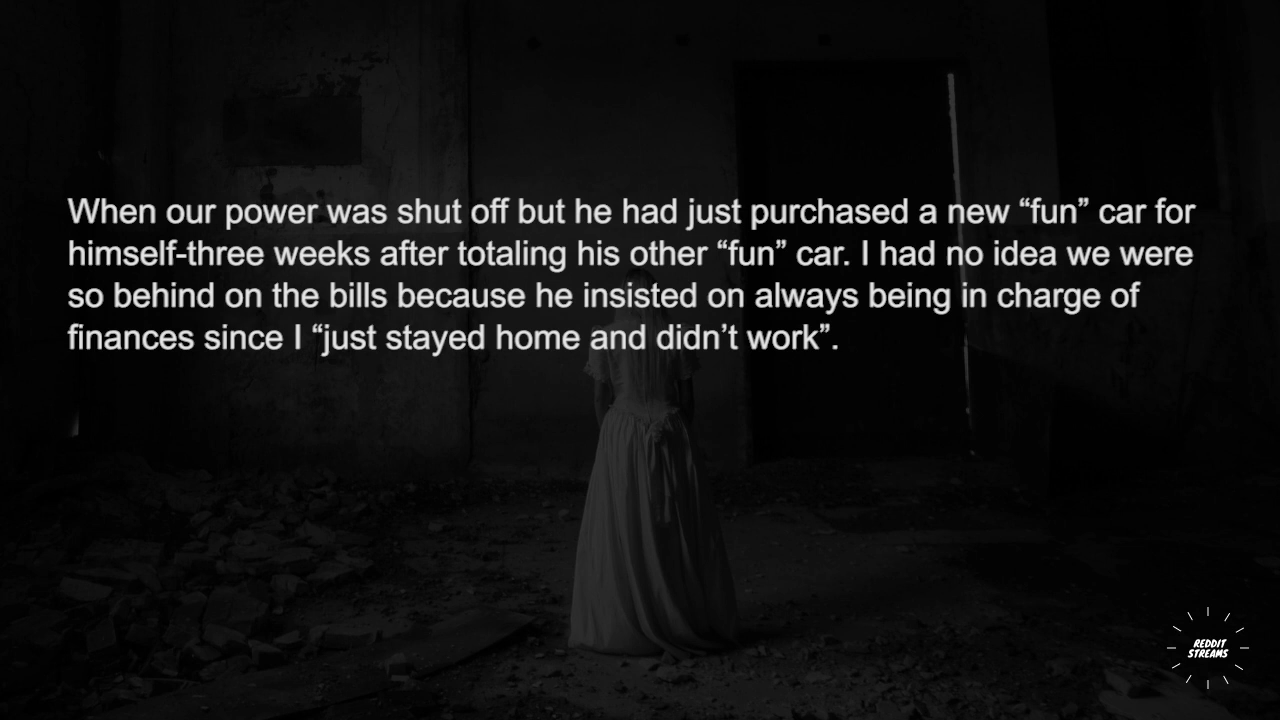 When our power was shut off but he had just purchased a new “fun” car for
himself-three weeks after totaling his other “fun” car. I had no idea we were
so behind on the bills because he insisted on always being in charge of
finances since I “just stayed home and didn’t work”.
REDDIT
STREAMS